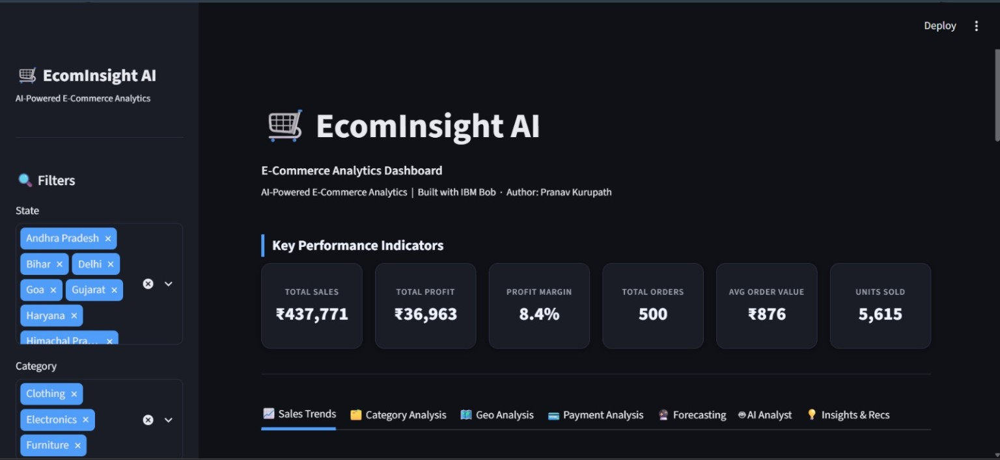 Deploy
EcomInsight AI
AI-Powered E-Commerce Analytics
Filters
State
Andhra Pradesh ×
Bihar × Delhi ×
Goa × Gujarat ×
Haryana ×
Himachal Pra... ×
Category
Clothing ×
Electronics ×
Furniture ×
EcomInsight AI
E-Commerce Analytics Dashboard
AI-Powered E-Commerce Analytics | Built with IBM Bob · Author: Pranav Kurupath
Key Performance Indicators
TOTAL SALES
₹437,771
TOTAL PROFIT
₹36,963
PROFIT MARGIN
8.4%
TOTAL ORDERS
500
AVG ORDER VALUE
₹876
UNITS SOLD
5,615
Sales Trends Category Analysis Geo Analysis Payment Analysis Forecasting AI Analyst Insights & Recs